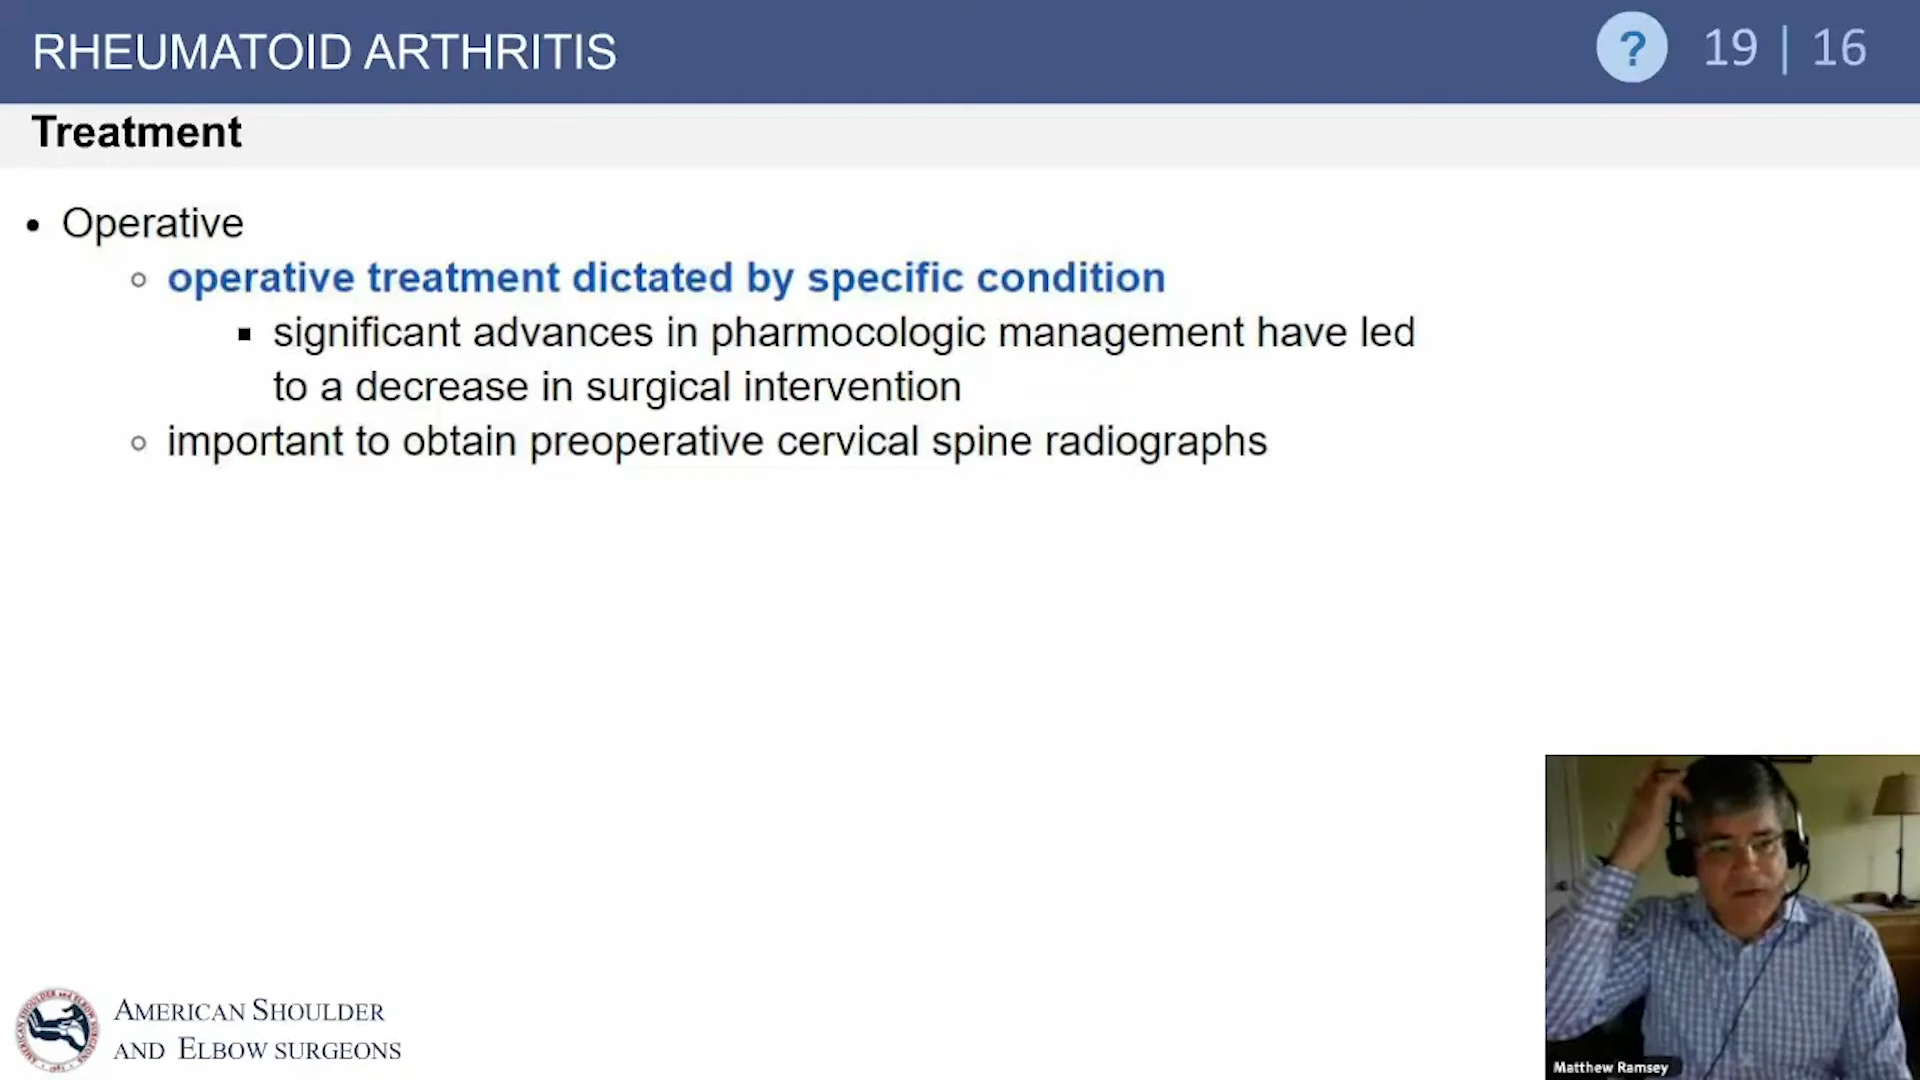 RHEUMATOID ARTHRITIS
? 19 | 16
Treatment
• Operative
○ operative treatment dictated by specific condition
▪ significant advances in pharmocologic management have led
to a decrease in surgical intervention
○ important to obtain preoperative cervical spine radiographs
AMERICAN SHOULDER
AND ELBOW SURGEONS
Matthew Ramsey